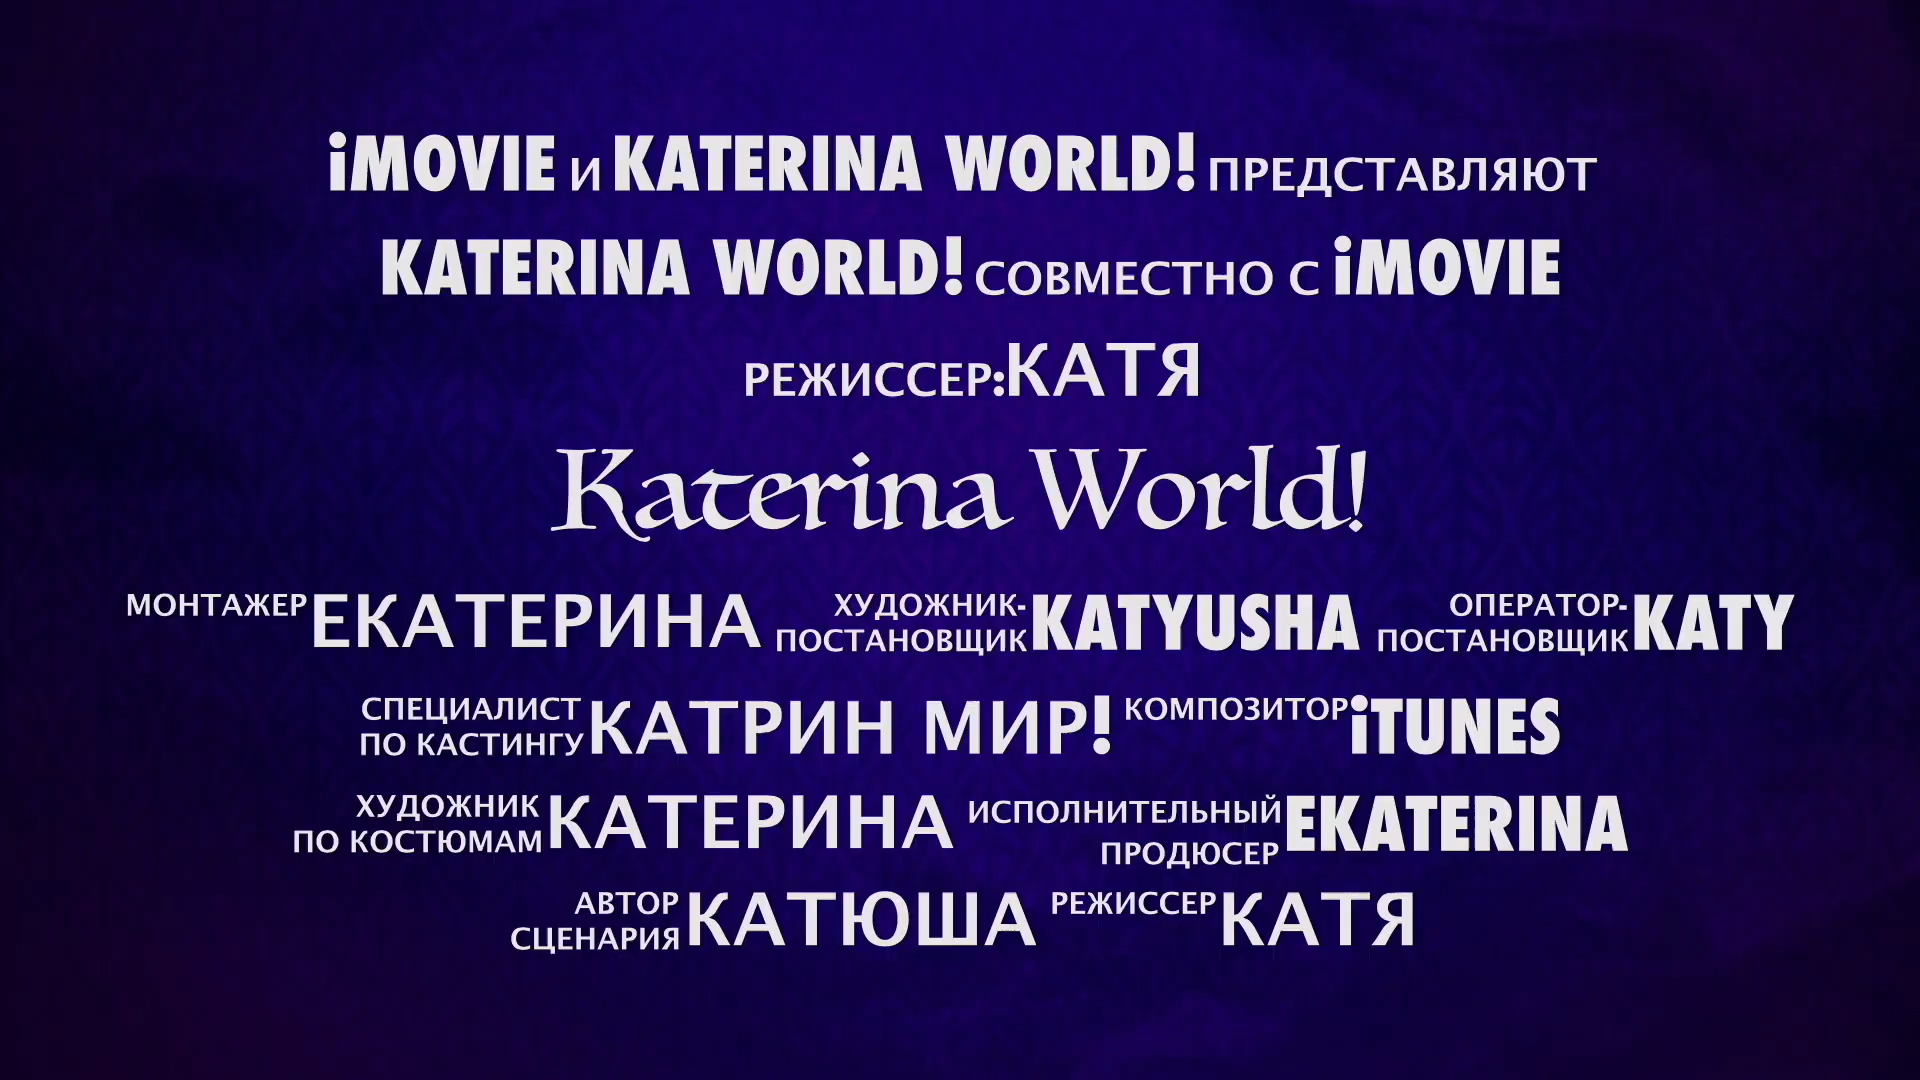 iMOVIE И KATERINA WORLD! ПРЕДСТАВЛЯЮТ
KATERINA WORLD! СОВМЕСТНО С iMOVIE
РЕЖИССЕР:КАТЯ
Katerina World!
МОНТАЖЕР ЕКАТЕРИНА ХУДОЖНИК-ПОСТАНОВЩИК KATYUSHA ОПЕРАТОР-ПОСТАНОВЩИК KATY
СПЕЦИАЛИСТ ПО КАСТИНГУ КАТРИН МИР! КОМПОЗИТОР iTUNES
ХУДОЖНИК ПО КОСТЮМАМ КАТЕРИНА ИСПОЛНИТЕЛЬНЫЙ ПРОДЮСЕР EKATERINA
АВТОР СЦЕНАРИЯ КАТЮША РЕЖИССЕР КАТЯ